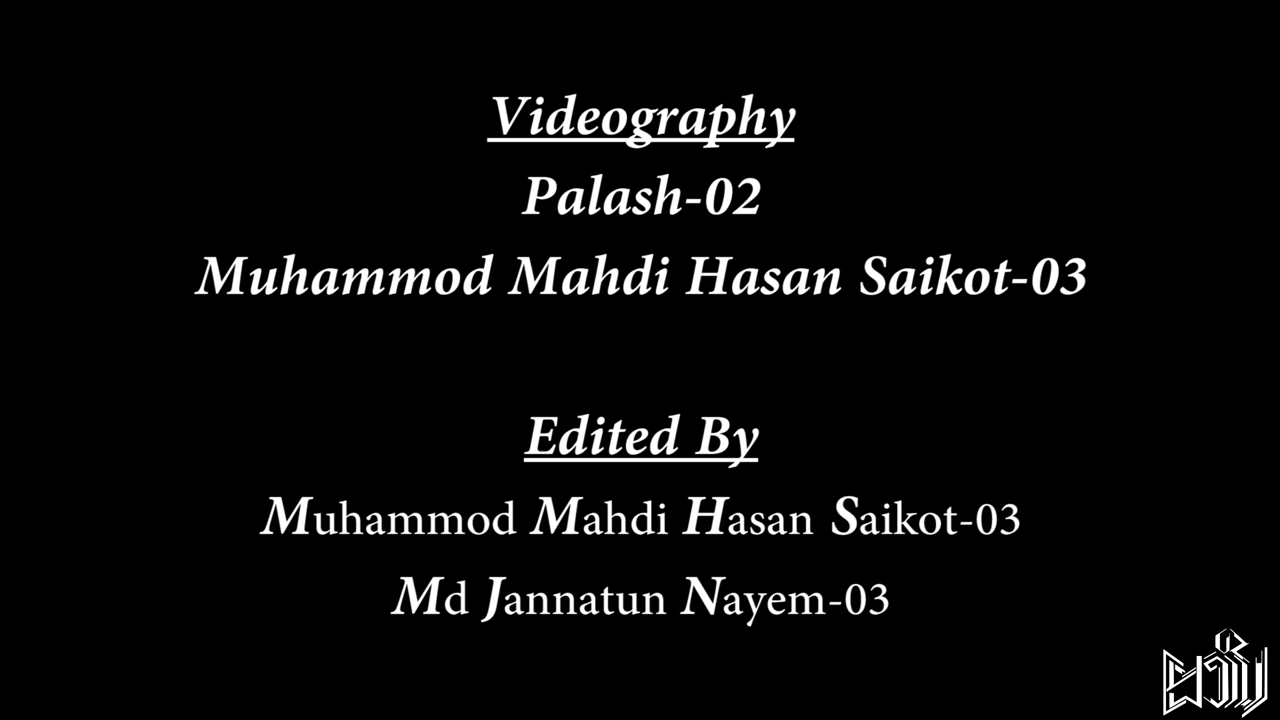 Videography
Palash-02
Muhammod Mahdi Hasan Saikot-03
Edited By
Muhammod Mahdi Hasan Saikot-03
Md Jannatun Nayem-03